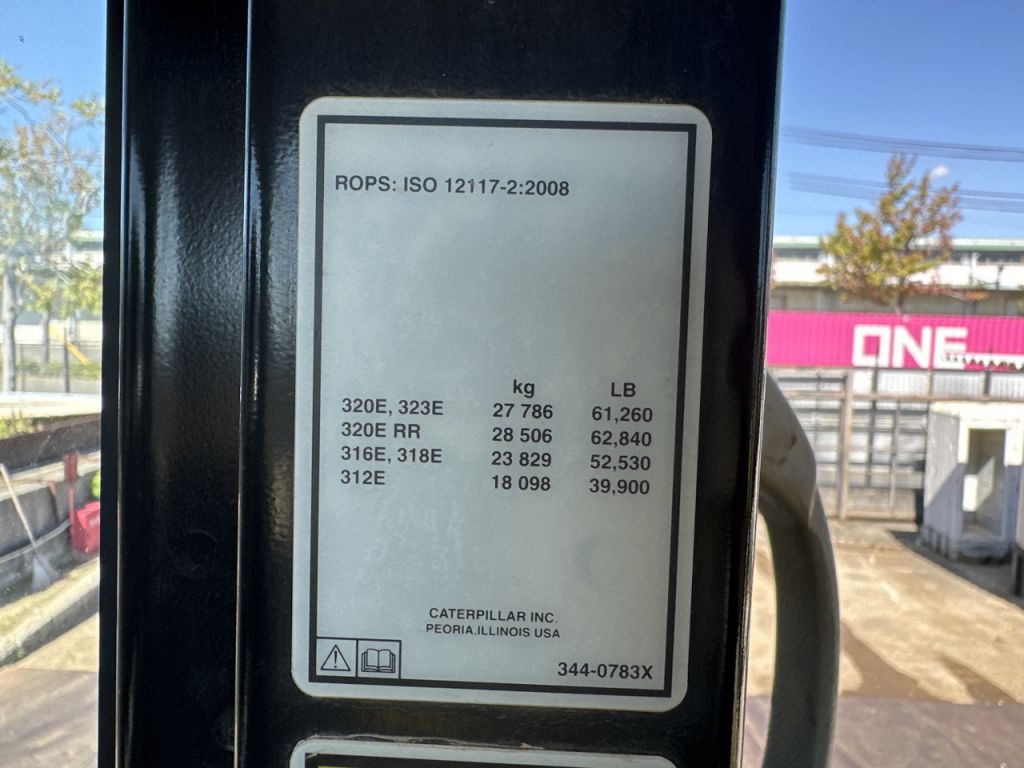 ROPS: ISO 12117-2:2008
kg LB
320E, 323E 27 786 61,260
320E RR 28 506 62,840
316E, 318E 23 829 52,530
312E 18 098 39,900
CATERPILLAR INC.
PEORIA,ILLINOIS USA
344-0783X
ONE